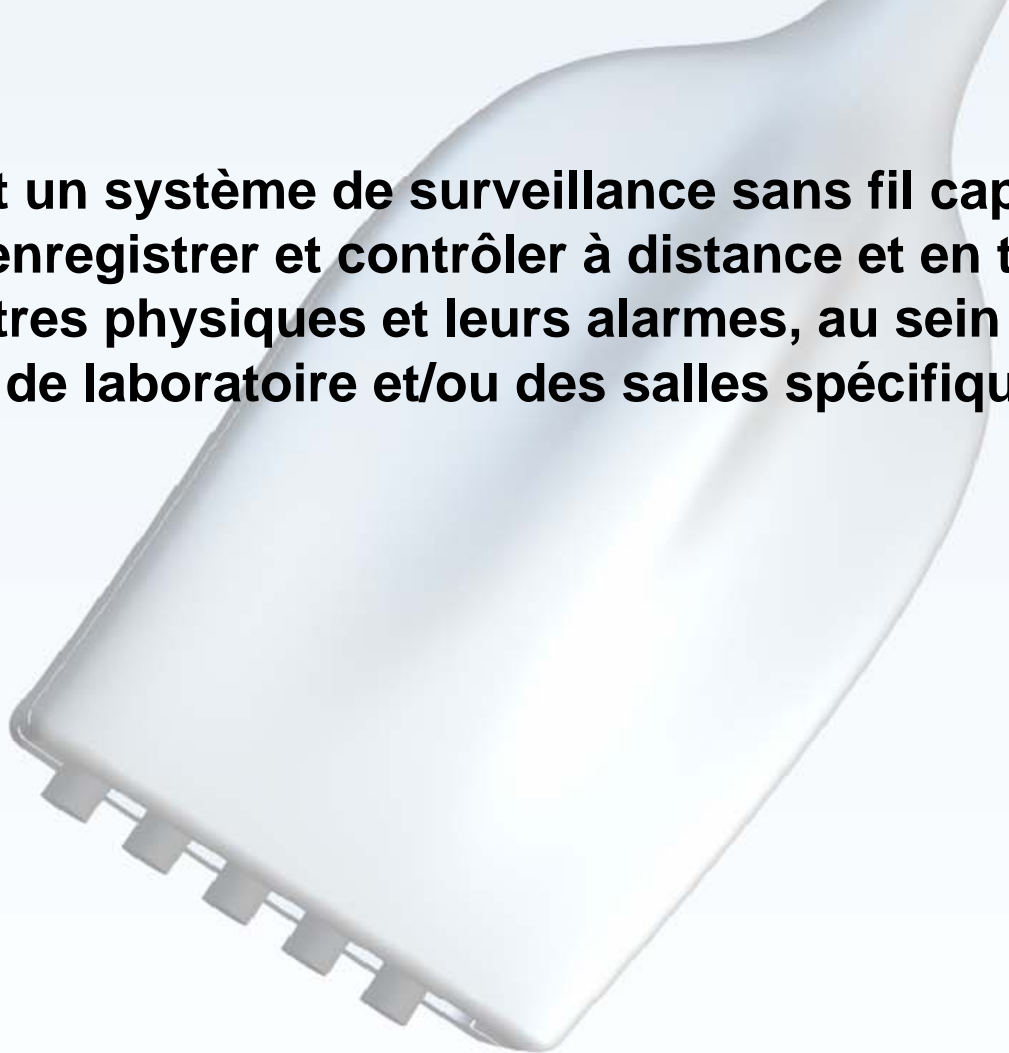 t un système de surveillance sans fil cap
enregistrer et contrôler à distance et en t
tres physiques et leurs alarmes, au sein
de laboratoire et/ou des salles spécifiqu